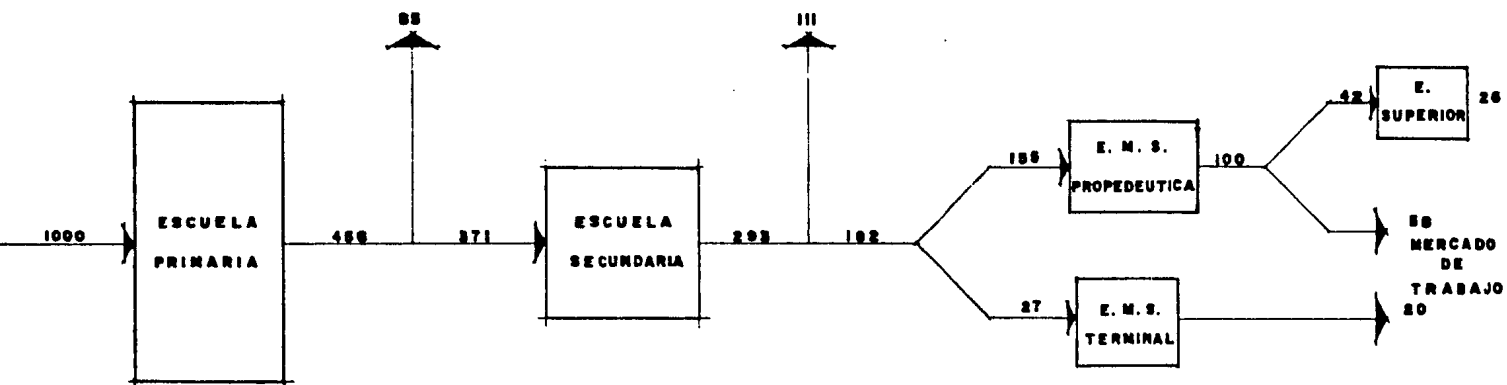 85
111
1000
ESCUELA
PRIMARIA
456
371
ESCUELA
SECUNDARIA
293
182
155
E. M. S.
PROPEDEUTICA
100
42
E.
SUPERIOR
26
58
MERCADO
DE
TRABAJO
27
E. M. S.
TERMINAL
20